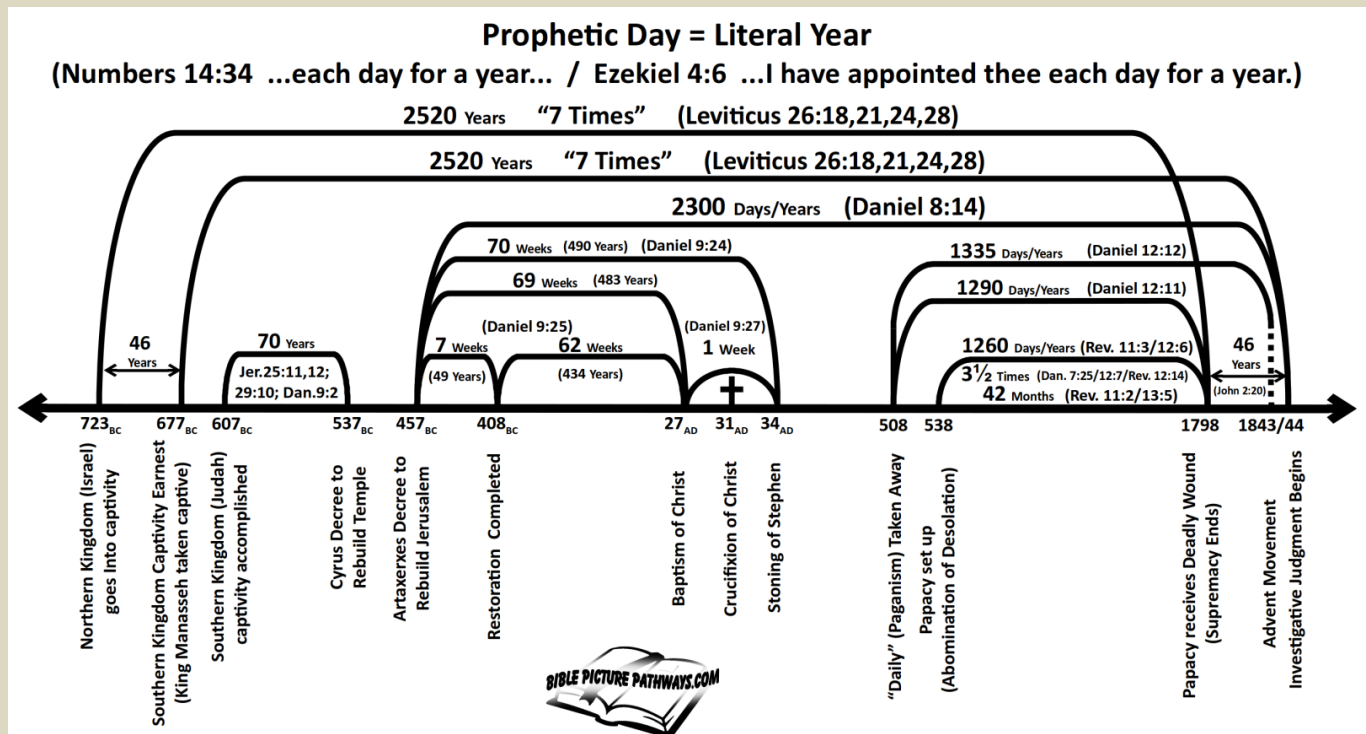 Prophetic Day = Literal Year
(Numbers 14:34 ...each day for a year... / Ezekiel 4:6 ...I have appointed thee each day for a year.)
2520 Years "7 Times" (Leviticus 26:18,21,24,28)
2520 Years "7 Times" (Leviticus 26:18,21,24,28)
2300 Days/Years (Daniel 8:14)
70 Weeks (490 Years) (Daniel 9:24)
1335 Days/Years (Daniel 12:12)
69 Weeks (483 Years)
1290 Days/Years (Daniel 12:11)
(Daniel 9:25)
(Daniel 9:27)
46
Years
70 Years
Jer.25:11,12;
29:10; Dan.9:2
7
Weeks
(49 Years)
62
Weeks
(434 Years)
1 Week
1260 Days/Years (Rev. 11:3/12:6)
3½ Times (Dan. 7:25/12:7/Rev. 12:14)
42 Months (Rev. 11:2/13:5)
46
Years
(John 2:20)
723BC
677BC
607BC
537BC
457BC
408BC
27AD
31AD
34AD
508
538
1798
1843/44
Northern Kingdom (Israel)
goes Into captivity
Southern Kingdom Captivity Earnest
(King Manasseh taken captive)
Southern Kingdom (Judah)
captivity accomplished
Cyrus Decree to
Rebuild Temple
Artaxerxes Decree to
Rebuild Jerusalem
Restoration Completed
Baptism of Christ
Crucifixion of Christ
Stoning of Stephen
"Daily" (Paganism) Taken Away
Papacy set up
(Abomination of Desolation)
Papacy receives Deadly Wound
(Supremacy Ends)
Advent Movement
Investigative Judgment Begins
BIBLE PICTURE PATHWAYS.COM